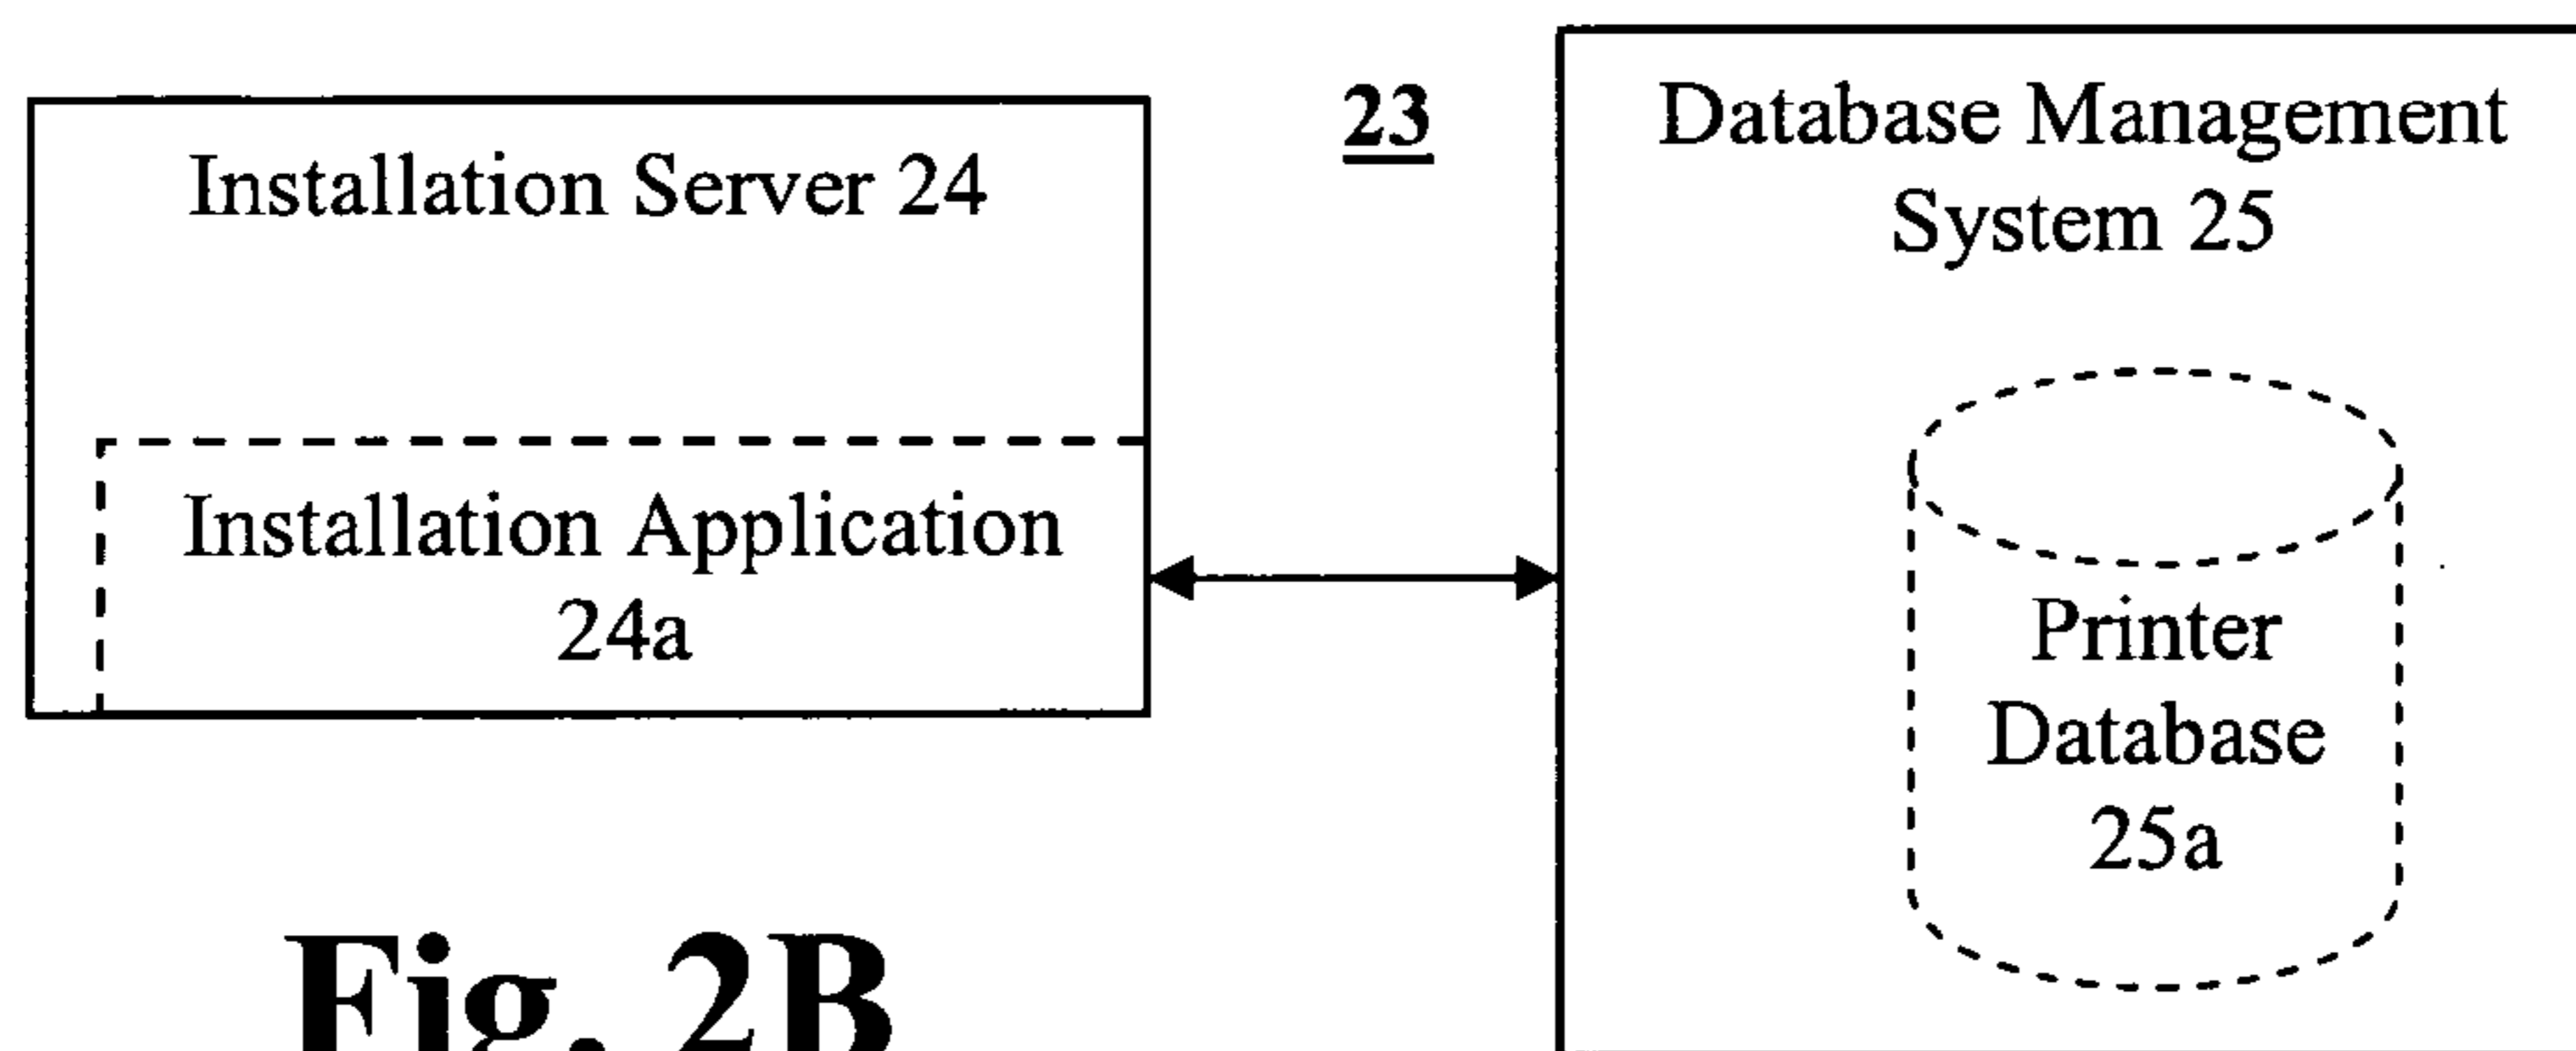 Installation Server 24
Installation Application
24a
23
Database Management
System 25
Printer
Database
25a
Fig. 2B